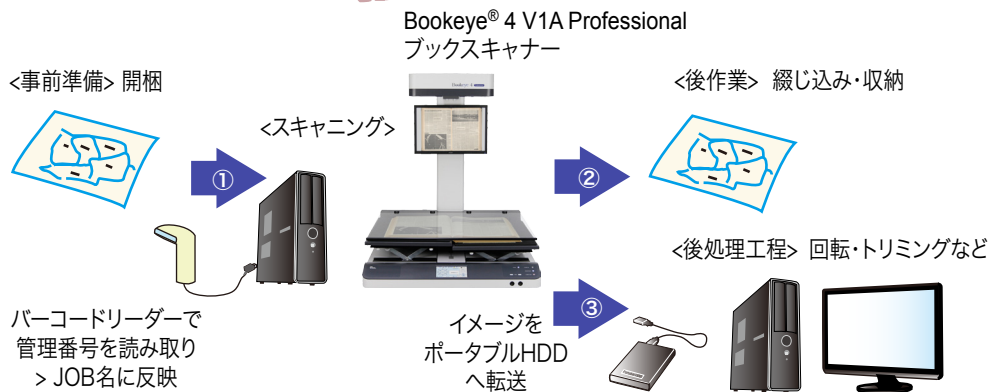 Bookeye® 4 V1A Professional
ブックスキャナー
<事前準備> 開梱
<スキャニング>
<後作業> 綴じ込み・収納
①
②
<後処理工程> 回転・トリミングなど
③
バーコードリーダーで
管理番号を読み取り
> JOB名に反映
イメージを
ポータブルHDD
へ転送